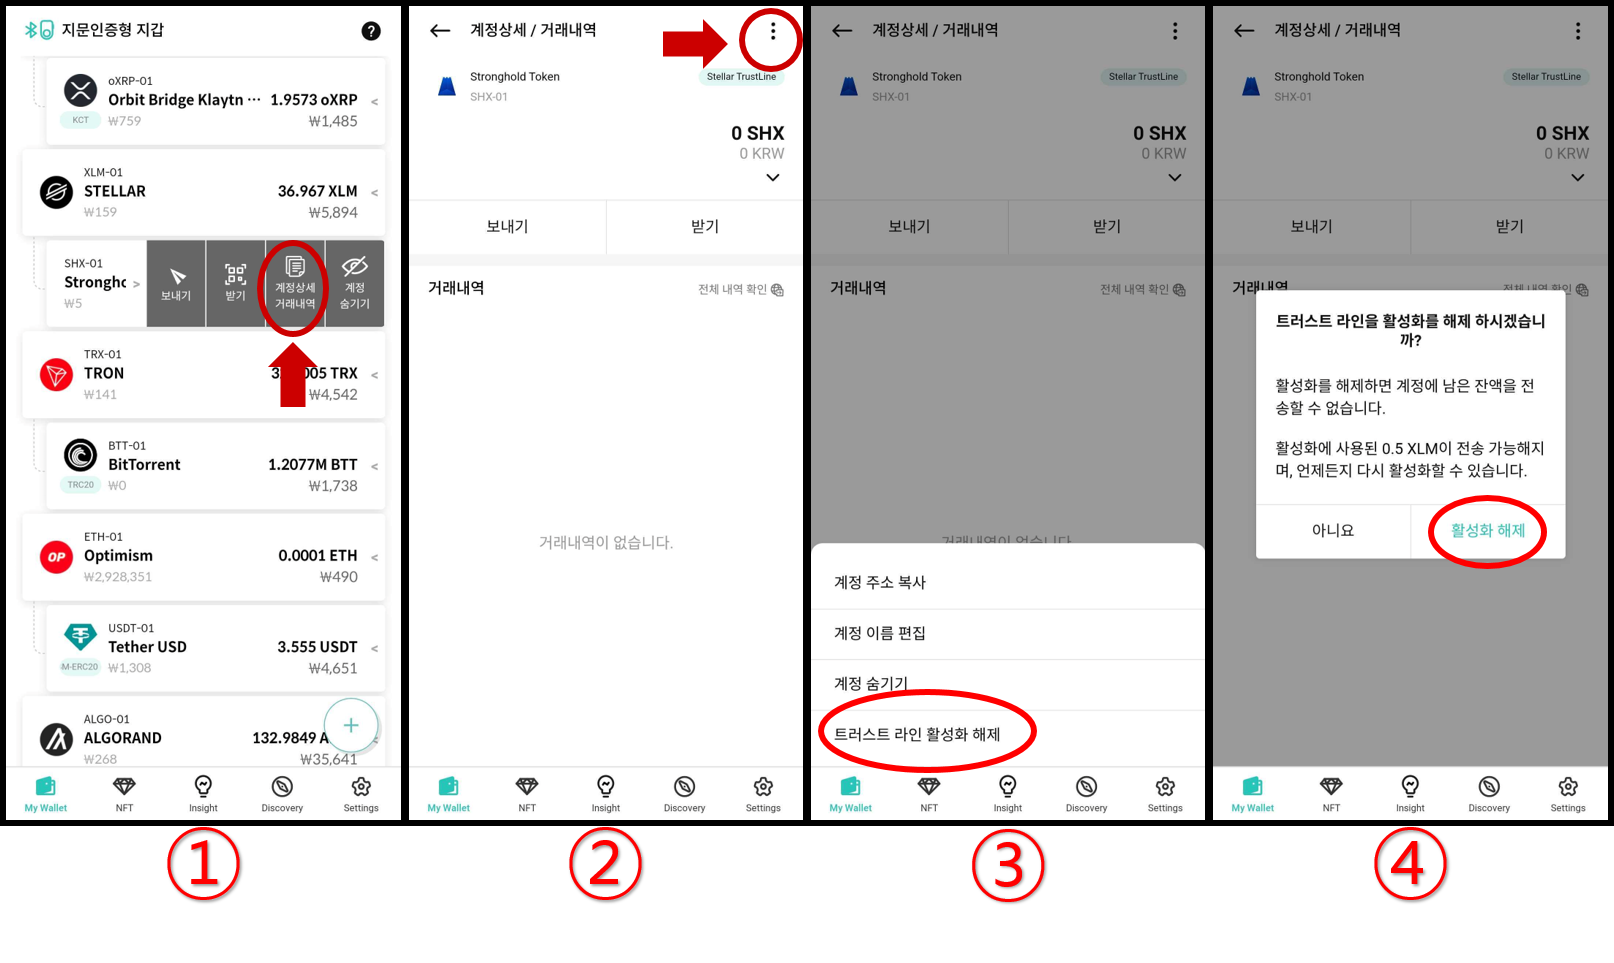 지문인증형 지갑
?
oXRP-01
Orbit Bridge Klaytn ··· 1.9573 oXRP
KCT ₩759 ₩1,485
XLM-01
STELLAR 36.967 XLM
₩159 ₩5,894
SHX-01
Strongho
₩5
보내기
받기
계정상세
거래내역
계정
숨기기
TRX-01
TRON 005 TRX
₩141 ₩4,542
BTT-01
BitTorrent 1.2077M BTT
TRC20 ₩0 ₩1,738
ETH-01
OP Optimism 0.0001 ETH
₩2,928,351 ₩490
USDT-01
Tether USD 3.555 USDT
M-ERC20 ₩1,308 ₩4,651
ALGO-01
ALGORAND 132.9849 A
₩268 ₩35,641
+
My Wallet NFT Insight Discovery Settings
①
계정상세 / 거래내역
Stronghold Token Stellar TrustLine
SHX-01
0 SHX
0 KRW
보내기 받기
거래내역 전체 내역 확인
거래내역이 없습니다.
My Wallet NFT Insight Discovery Settings
②
계정상세 / 거래내역
Stronghold Token Stellar TrustLine
SHX-01
0 SHX
0 KRW
보내기 받기
거래내역 전체 내역 확인
거래내역이 없습니다.
계정 주소 복사
계정 이름 편집
계정 숨기기
트러스트 라인 활성화 해제
My Wallet NFT Insight Discovery Settings
③
계정상세 / 거래내역
Stronghold Token Stellar TrustLine
SHX-01
0 SHX
0 KRW
보내기 받기
거래내역 전체 내역 확인
트러스트 라인을 활성화를 해제 하시겠습니
까?
활성화를 해제하면 계정에 남은 잔액을 전
송할 수 없습니다.
활성화에 사용된 0.5 XLM이 전송 가능해지
며, 언제든지 다시 활성화할 수 있습니다.
아니요 활성화 해제
My Wallet NFT Insight Discovery Settings
④